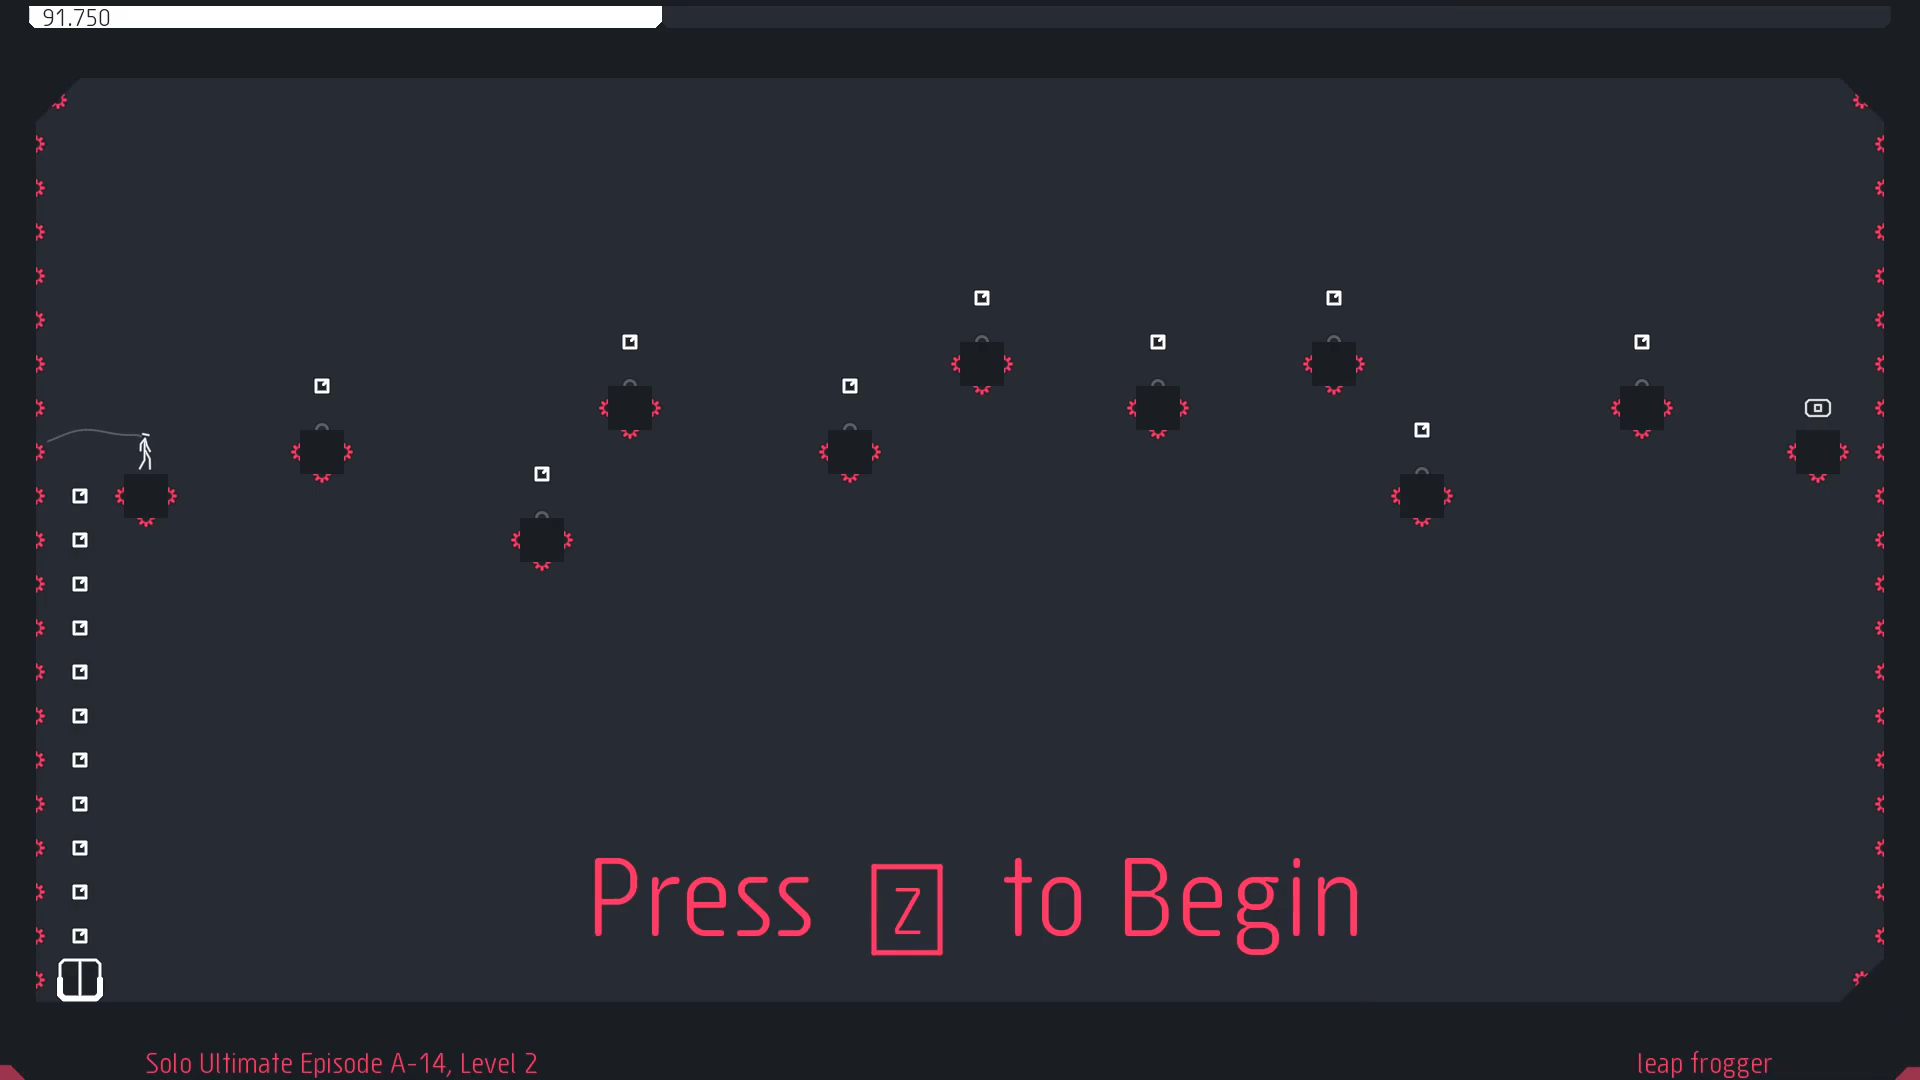 91.750
Press Z to Begin
Solo Ultimate Episode A-14, Level 2
leap frogger